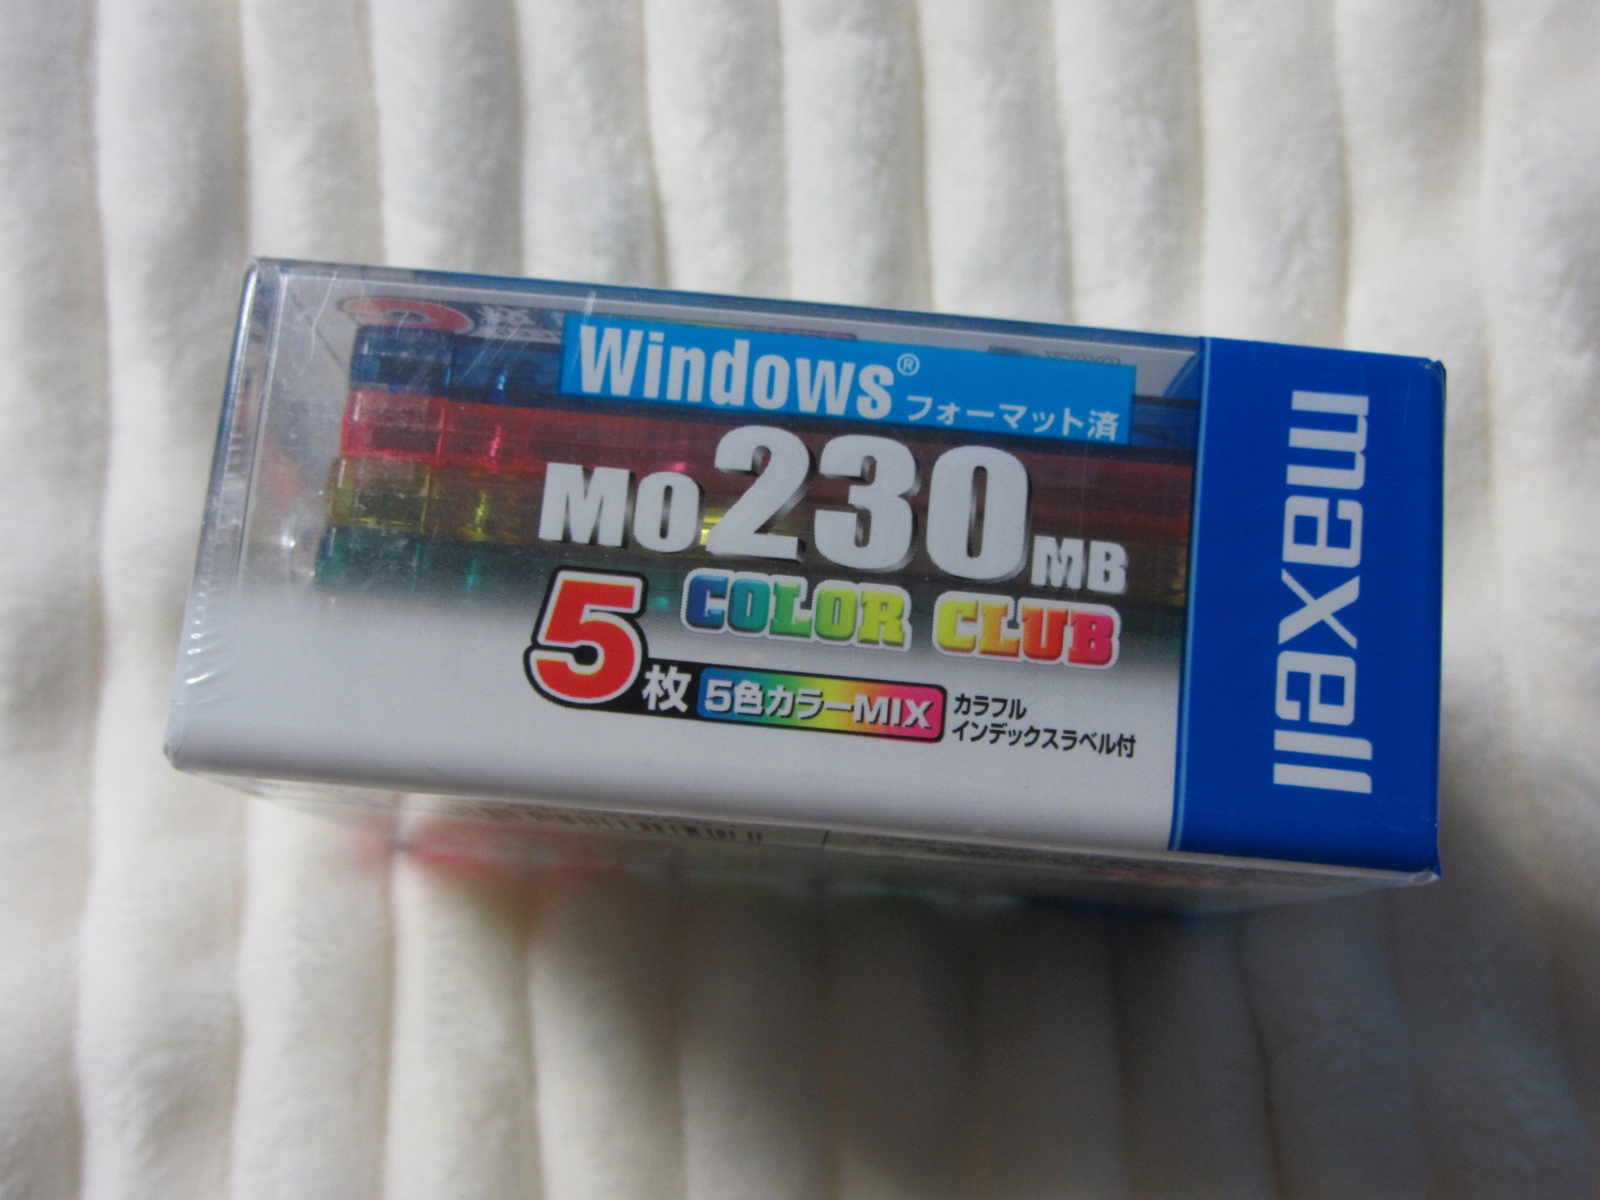 Windows® フォーマット済
MO230MB
COLOR CLUB
5枚 5色カラーMIX
カラフル
インデックスラベル付
maxell